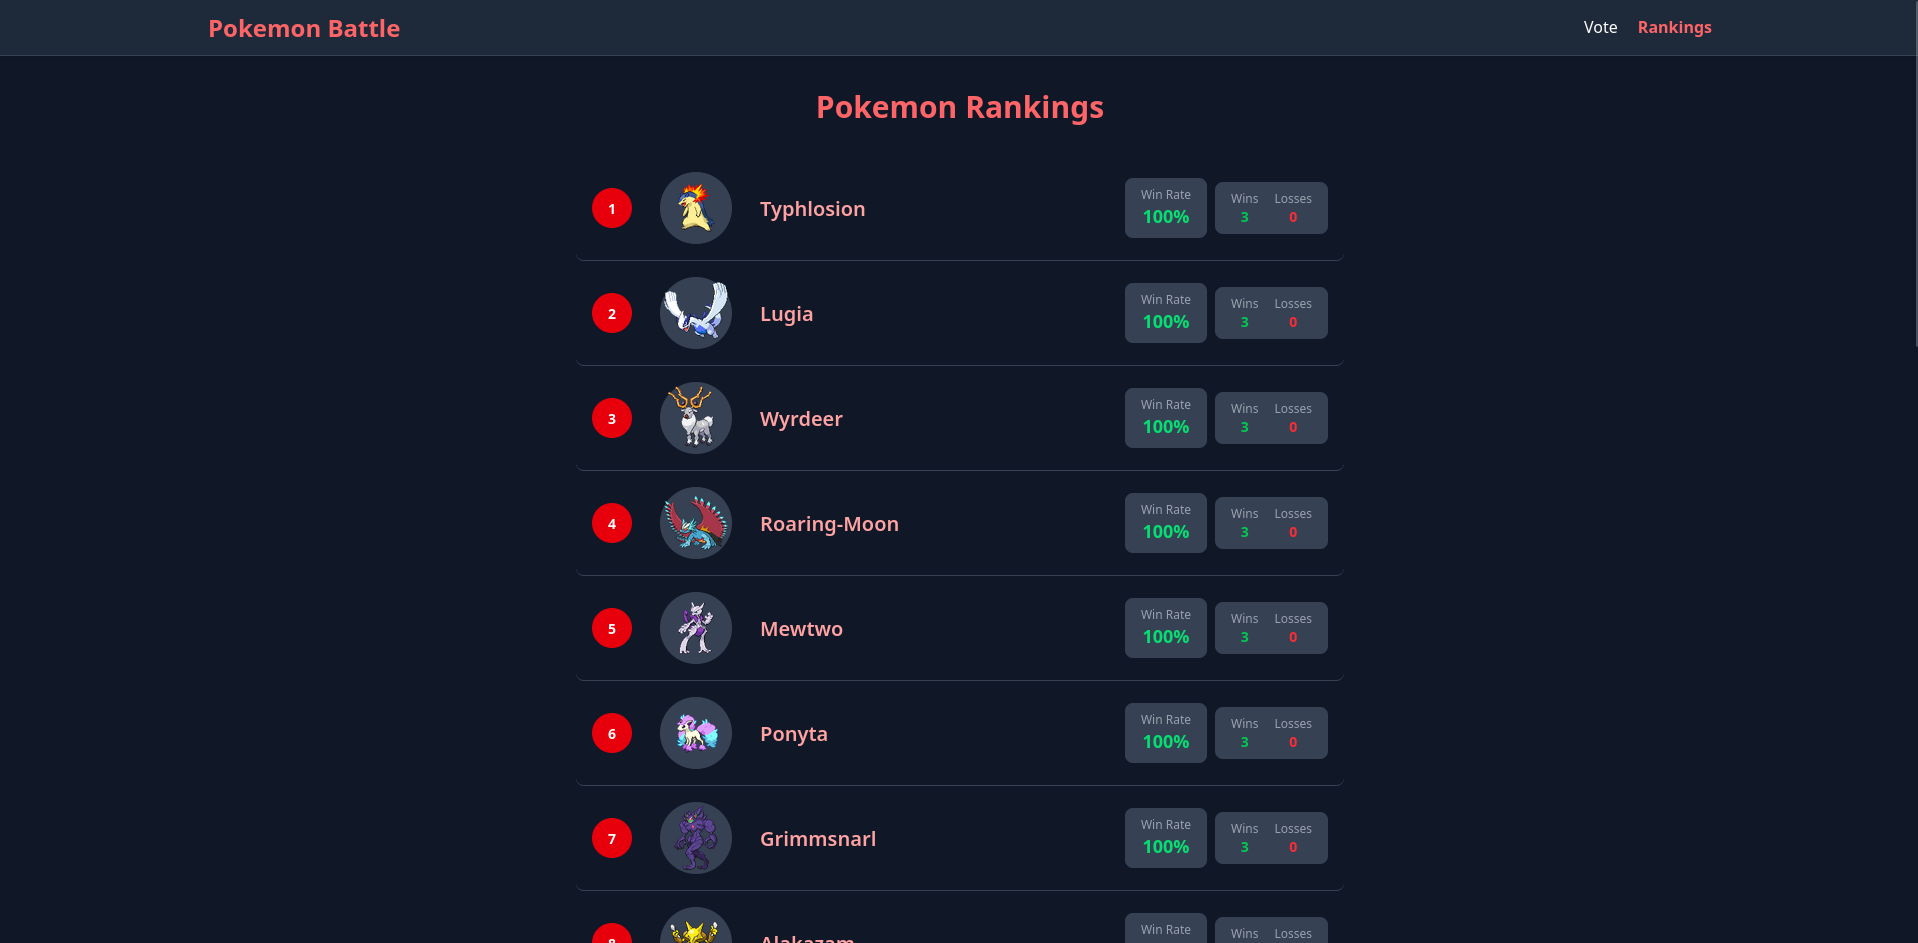 Pokemon Battle
Vote Rankings
Pokemon Rankings
1 Typhlosion Win Rate 100% Wins 3 Losses 0
2 Lugia Win Rate 100% Wins 3 Losses 0
3 Wyrdeer Win Rate 100% Wins 3 Losses 0
4 Roaring-Moon Win Rate 100% Wins 3 Losses 0
5 Mewtwo Win Rate 100% Wins 3 Losses 0
6 Ponyta Win Rate 100% Wins 3 Losses 0
7 Grimmsnarl Win Rate 100% Wins 3 Losses 0
8 Alakazam Win Rate Wins Losses